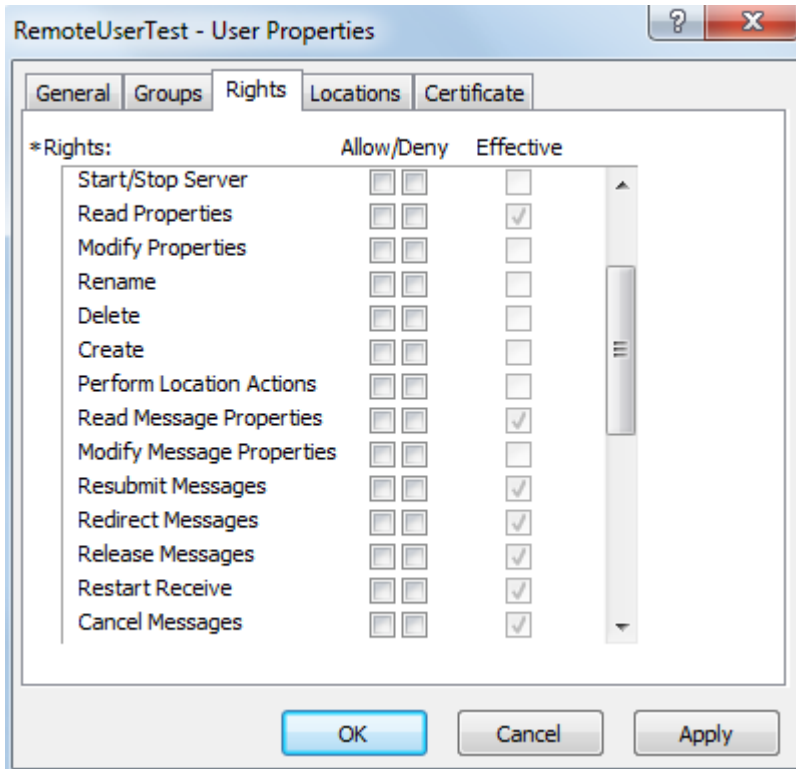 RemoteUserTest - User Properties
General Groups Rights Locations Certificate
*Rights: Allow/Deny Effective
Start/Stop Server
Read Properties
Modify Properties
Rename
Delete
Create
Perform Location Actions
Read Message Properties
Modify Message Properties
Resubmit Messages
Redirect Messages
Release Messages
Restart Receive
Cancel Messages
OK Cancel Apply